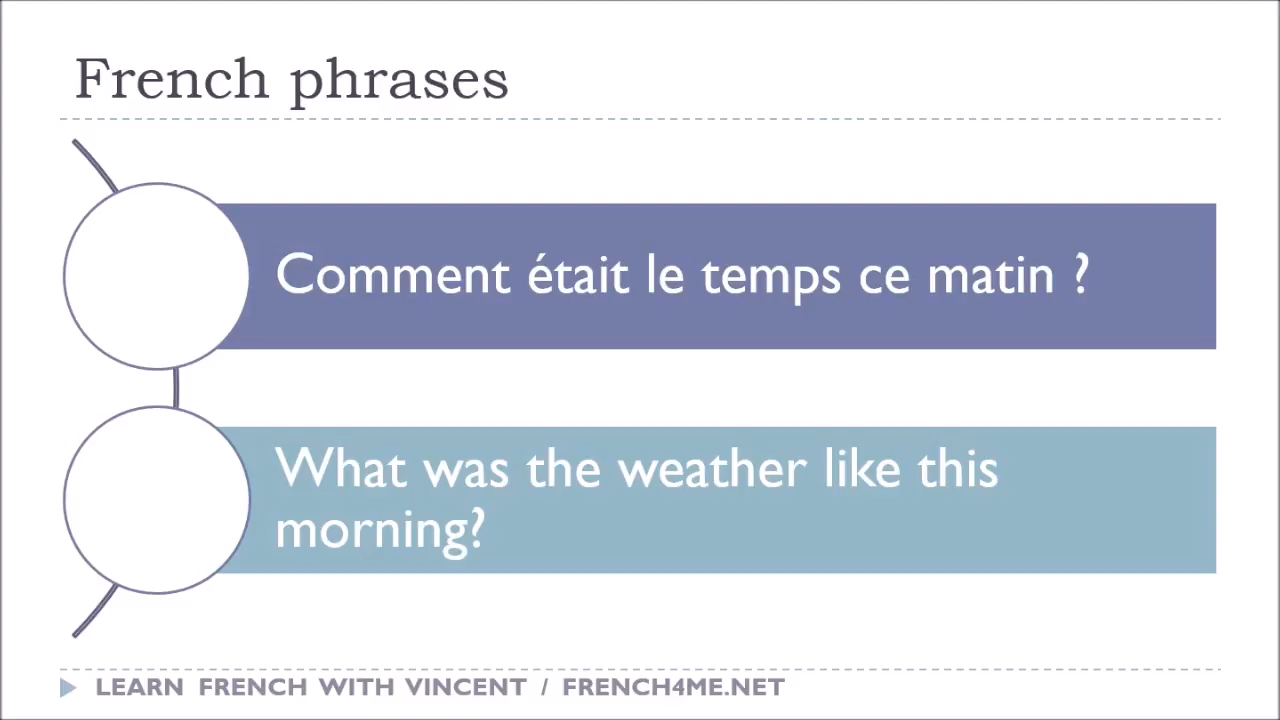 French phrases
Comment était le temps ce matin ?
What was the weather like this
morning?
LEARN FRENCH WITH VINCENT / FRENCH4ME.NET